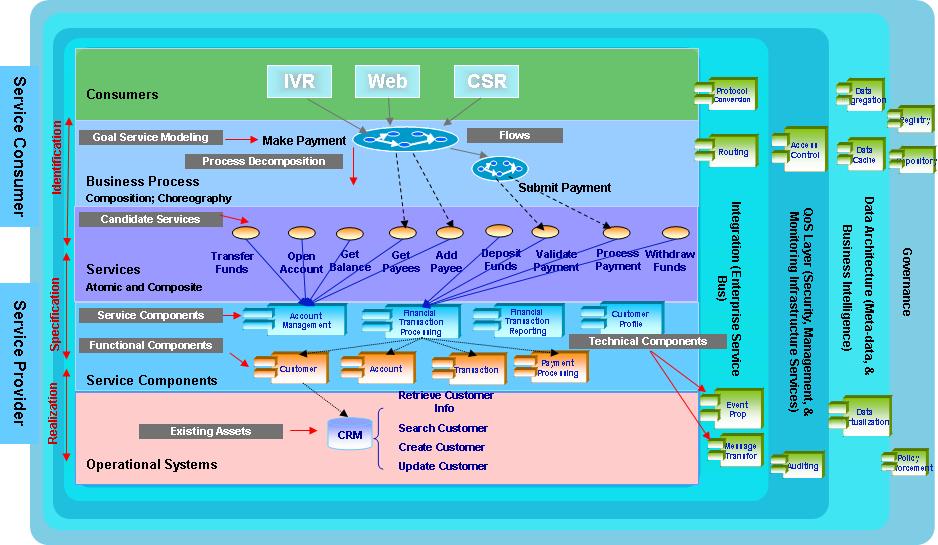 Service Consumer
Service Provider
Identification
Specification
Realization
IVR
Web
CSR
Consumers
Goal Service Modeling
Make Payment
Flows
Process Decomposition
Business Process
Submit Payment
Composition; Choreography
Candidate Services
Transfer
Funds
Open
Account
Get
Balance
Get
Payees
Add
Payee
Deposit
Funds
Validate
Payment
Process
Payment
Withdraw
Funds
Services
Atomic and Composite
Service Components
Account
Management
Financial
Transaction
Processing
Financial
Transaction
Reporting
Customer
Profile
Functional Components
Technical Components
Customer
Account
Transaction
Payment
Processing
Service Components
Retrieve Customer
Info
Existing Assets
CRM
Search Customer
Create Customer
Update Customer
Operational Systems
Protocol
Conversion
Routing
Integration (Enterprise Service
Bus)
Event
Prop
Message
Transfor
Access
Control
QoS Layer (Security, Management, &
Monitoring Infrastructure Services)
Auditing
Data
Data
Cache
Data Architecture (Meta-data, &
Business Intelligence)
Data
Registry
Governance
Policy